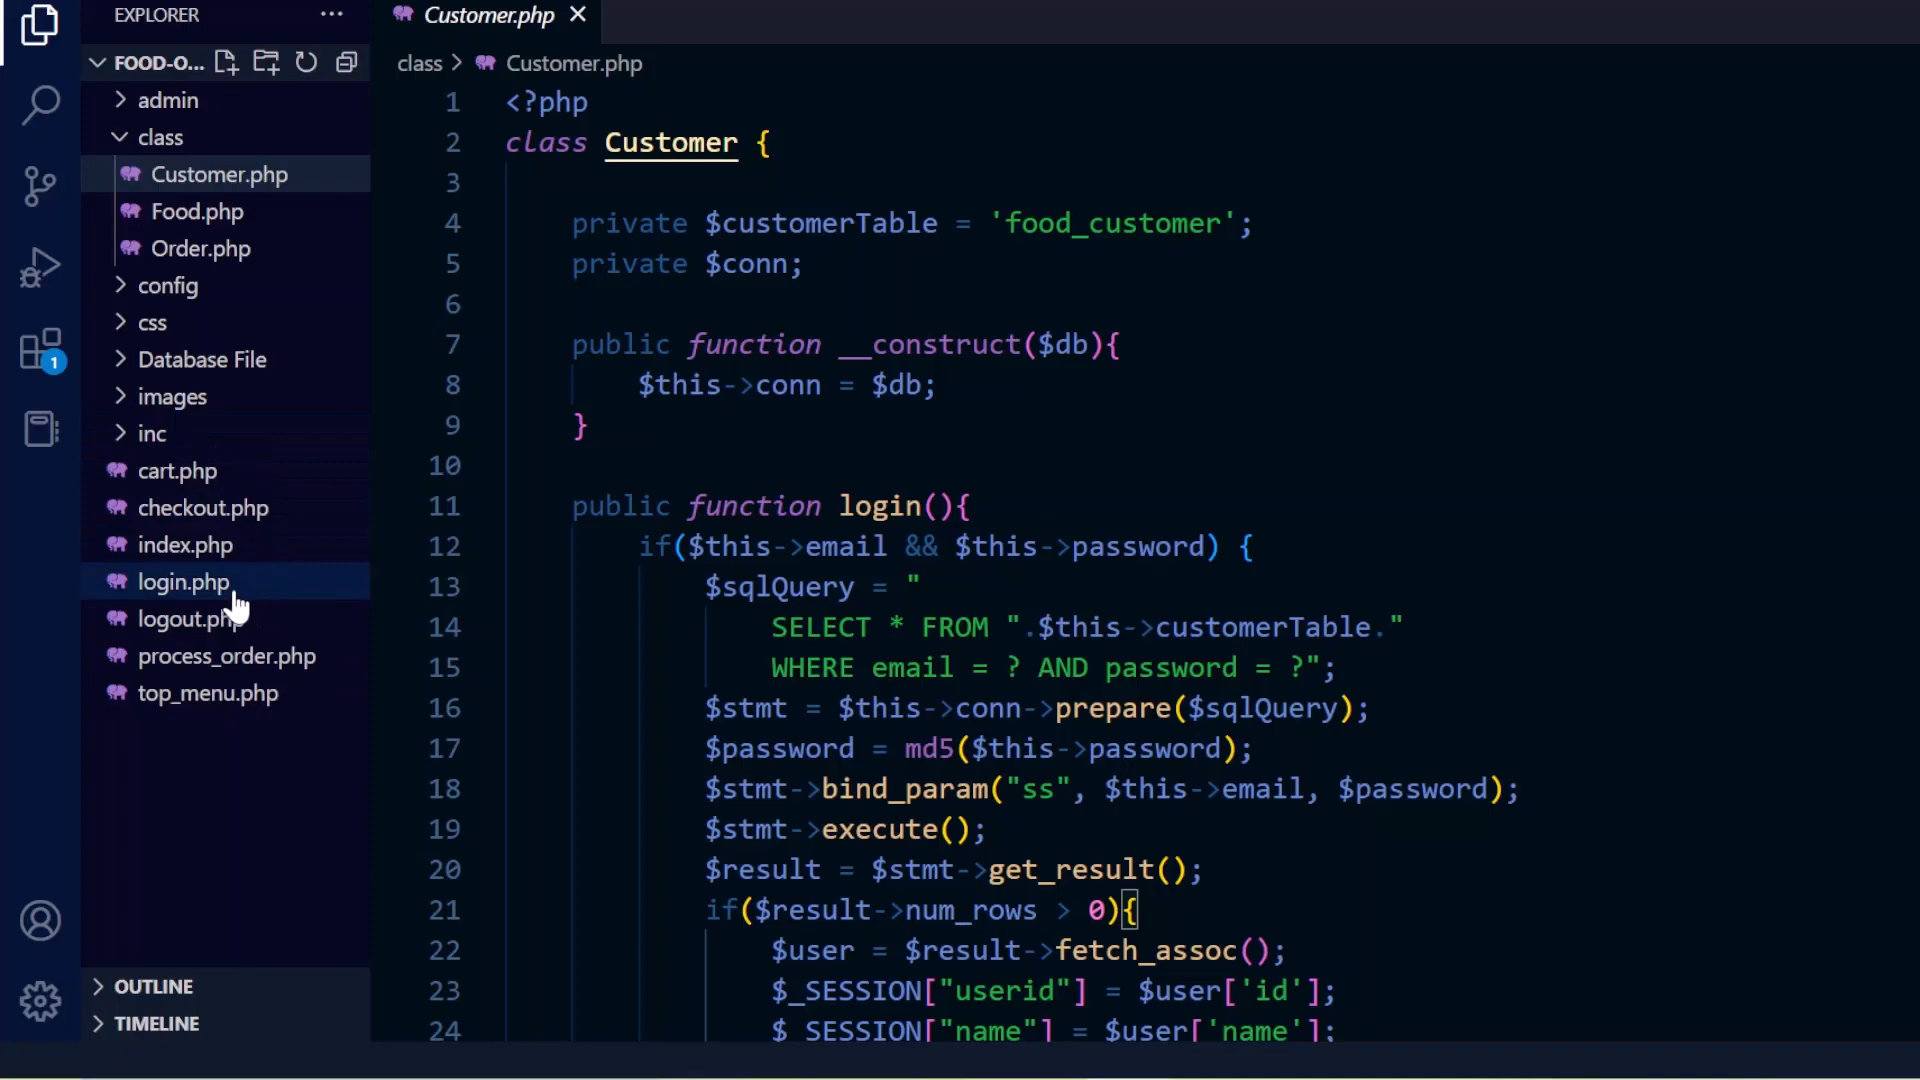 EXPLORER
FOOD-O...
admin
class
Customer.php
Food.php
Order.php
config
css
Database File
images
inc
cart.php
checkout.php
index.php
login.php
logout.php
process_order.php
top_menu.php
OUTLINE
TIMELINE
1
Customer.php
class > Customer.php
1 <?php
2 class Customer {
3
4 private $customerTable = 'food_customer';
5 private $conn;
6
7 public function __construct($db){
8 $this->conn = $db;
9 }
10
11 public function login(){
12 if($this->email && $this->password) {
13 $sqlQuery = "
14 SELECT * FROM ".$this->customerTable."
15 WHERE email = ? AND password = ?";
16 $stmt = $this->conn->prepare($sqlQuery);
17 $password = md5($this->password);
18 $stmt->bind_param("ss", $this->email, $password);
19 $stmt->execute();
20 $result = $stmt->get_result();
21 if($result->num_rows > 0){
22 $user = $result->fetch_assoc();
23 $_SESSION["userid"] = $user['id'];
24 $_SESSION["name"] = $user['name'];